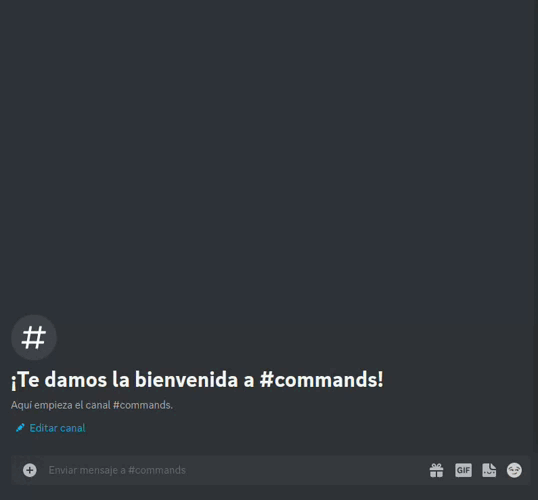 #
¡Te damos la bienvenida a #commands!
Aquí empieza el canal #commands.
Editar canal
Enviar mensaje a #commands
GIF